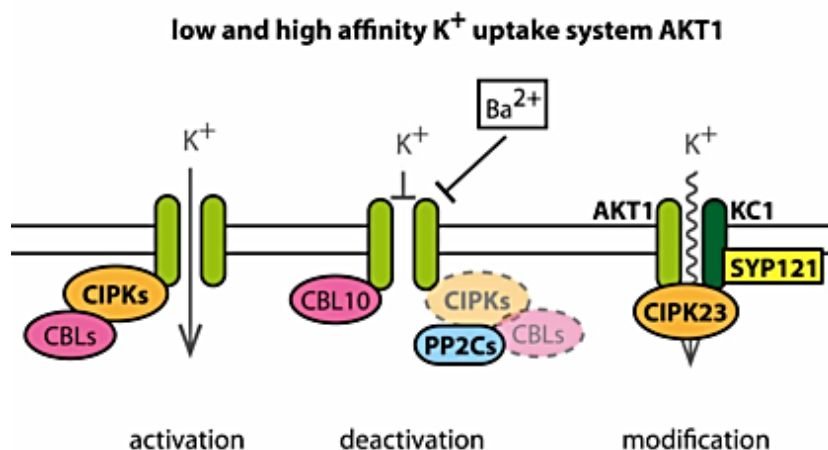 low and high affinity K⁺ uptake system AKT1
Ba²⁺
K⁺
K⁺
K⁺
AKT1
KC1
SYP121
CIPKs
CBLs
CBL10
CIPKs
PP2Cs
CBLs
CIPK23
activation
deactivation
modification